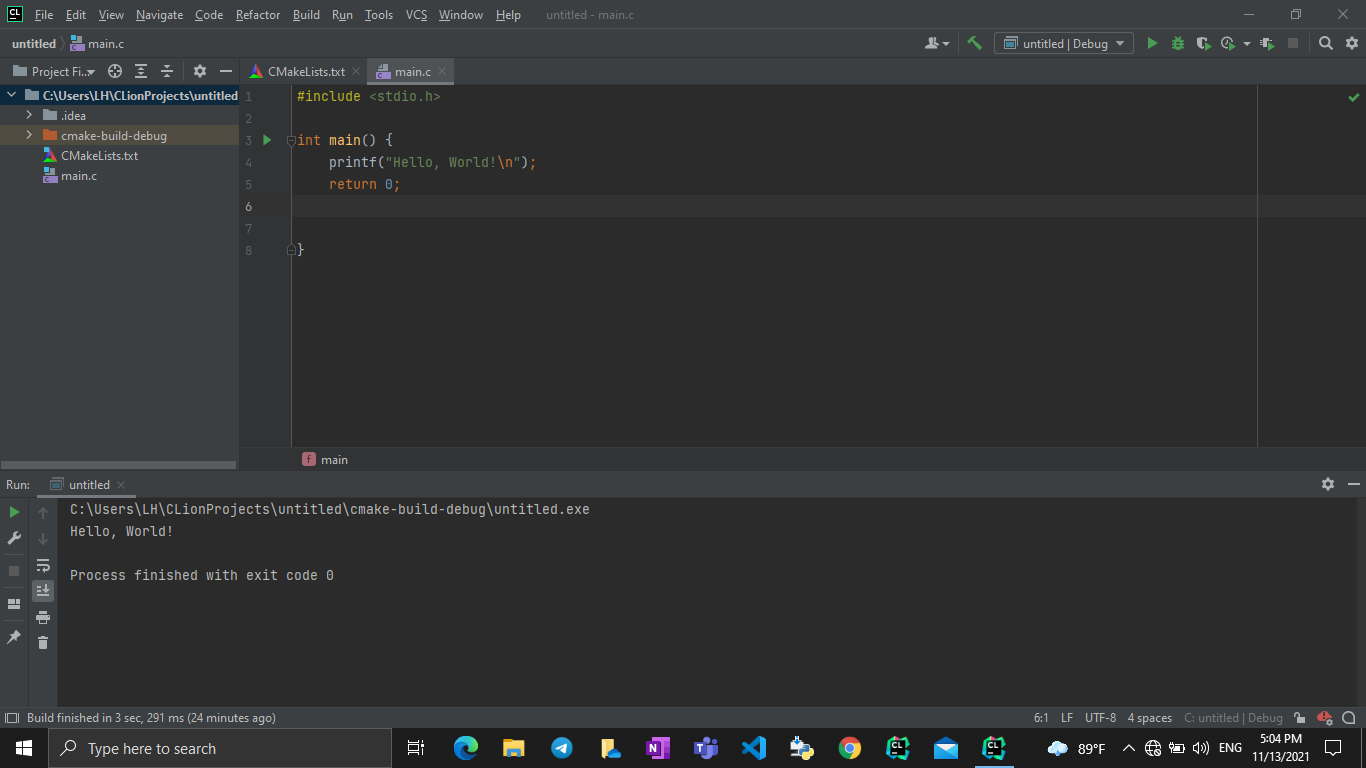 CL File Edit View Navigate Code Refactor Build Run Tools VCS Window Help untitled - main.c
untitled main.c untitled | Debug
Project Fi... CMakeLists.txt main.c
C:\Users\LH\CLionProjects\untitled
.idea
cmake-build-debug
CMakeLists.txt
main.c
1 #include <stdio.h>
2
3 int main() {
4 printf("Hello, World!\n");
5 return 0;
6
7
8 }
f main
Run: untitled
C:\Users\LH\CLionProjects\untitled\cmake-build-debug\untitled.exe
Hello, World!
Process finished with exit code 0
Build finished in 3 sec, 291 ms (24 minutes ago) 6:1 LF UTF-8 4 spaces C: untitled | Debug
Type here to search 89°F ENG 5:04 PM
11/13/2021